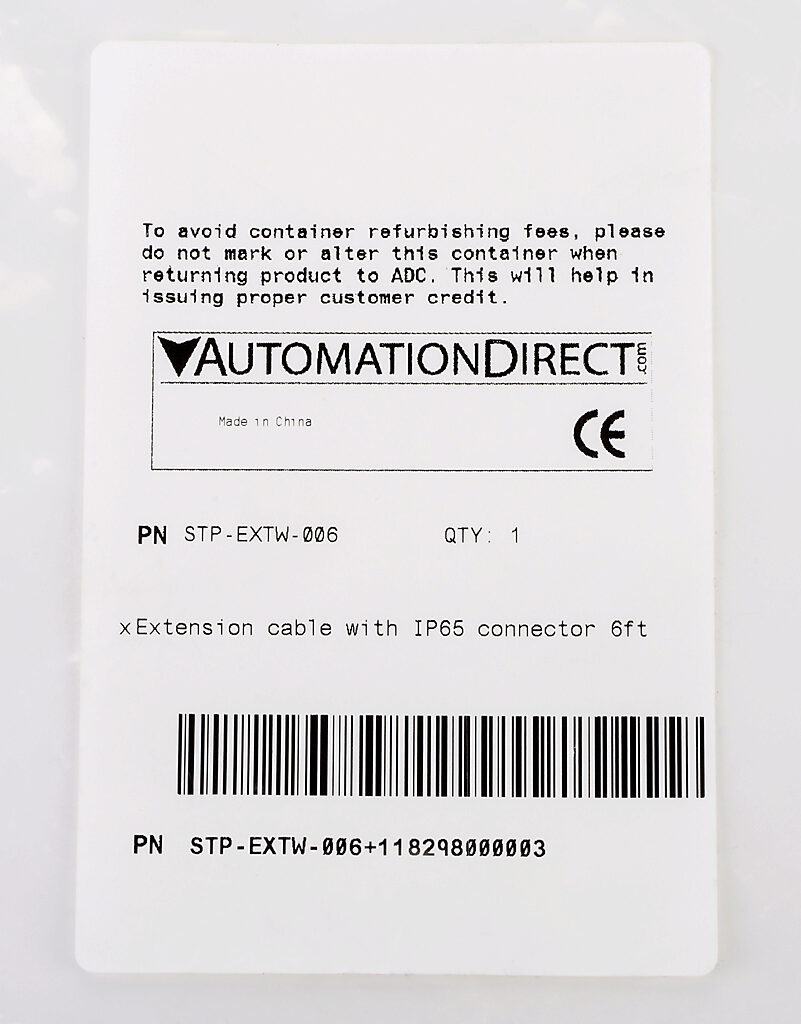 To avoid container refurbishing fees, please
do not mark or alter this container when
returning product to ADC. This will help in
issuing proper customer credit.
AUTOMATIONDIRECT.com
Made in China
CE
PN STP-EXTW-006 QTY: 1
xExtension cable with IP65 connector 6ft
PN STP-EXTW-006+118298000003